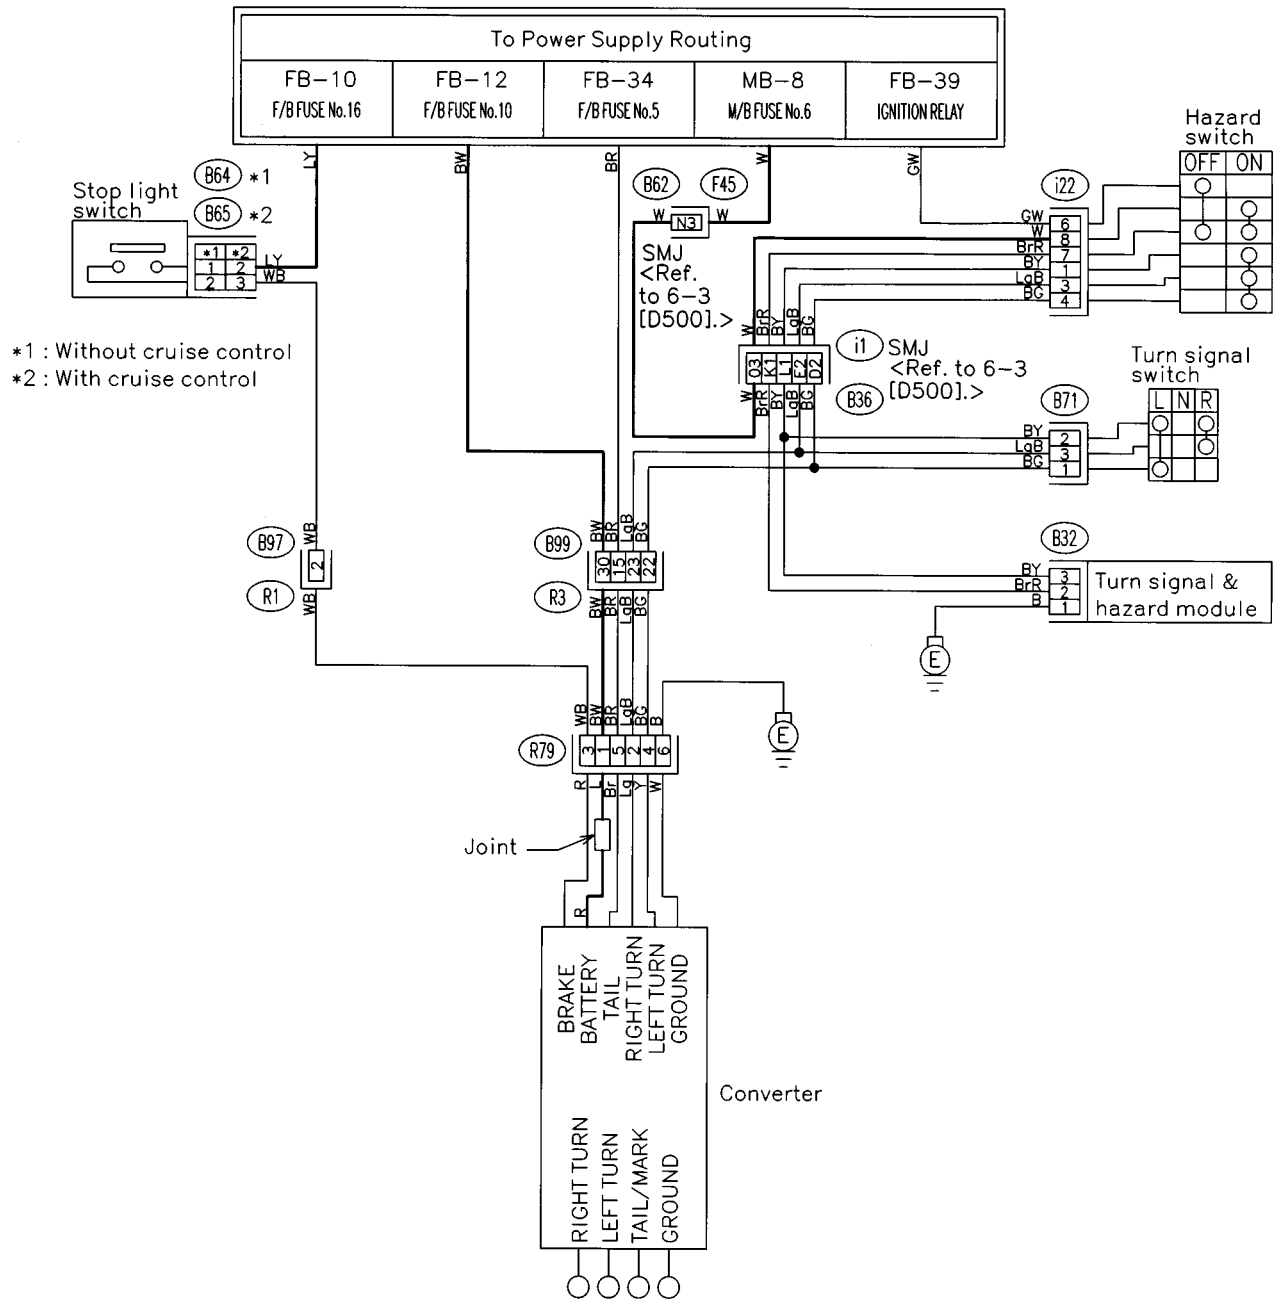 To Power Supply Routing
FB-10 FB-12 FB-34 MB-8 FB-39
F/B FUSE No.16 F/B FUSE No.10 F/B FUSE No.5 M/B FUSE No.6 IGNITION RELAY
LY BW BR W GW
Hazard
switch
OFF ON
B64 *1
B65 *2
Stop light
switch
*1 *2
1 2 LY
2 3 WB
*1 : Without cruise control
*2 : With cruise control
B62 F45
W N3 W
SMJ
<Ref.
to 6-3
[D500].>
i22
GW 6
W 8
BrR 7
BY 1
LgB 3
BG 4
W BrR BY LgB BG
O3 K1 L1 E2 D2
W BrR BY LgB BG
i1
B36
SMJ
<Ref. to 6-3
[D500].>
Turn signal
switch
L N R
B71
BY 2
LgB 3
BG 1
B32
BY 3
BrR 2
B 1
Turn signal &
hazard module
E
B97
WB
2
R1
WB
B99
BW BR LgB BG
30 15 23 22
R3
BW BR LgB BG
WB BW BR LgB BG B
R79
3 1 5 2 4 6
R L Br Lg Y W
E
Joint
R
BRAKE
BATTERY
TAIL
RIGHT TURN
LEFT TURN
GROUND
Converter
RIGHT TURN
LEFT TURN
TAIL/MARK
GROUND